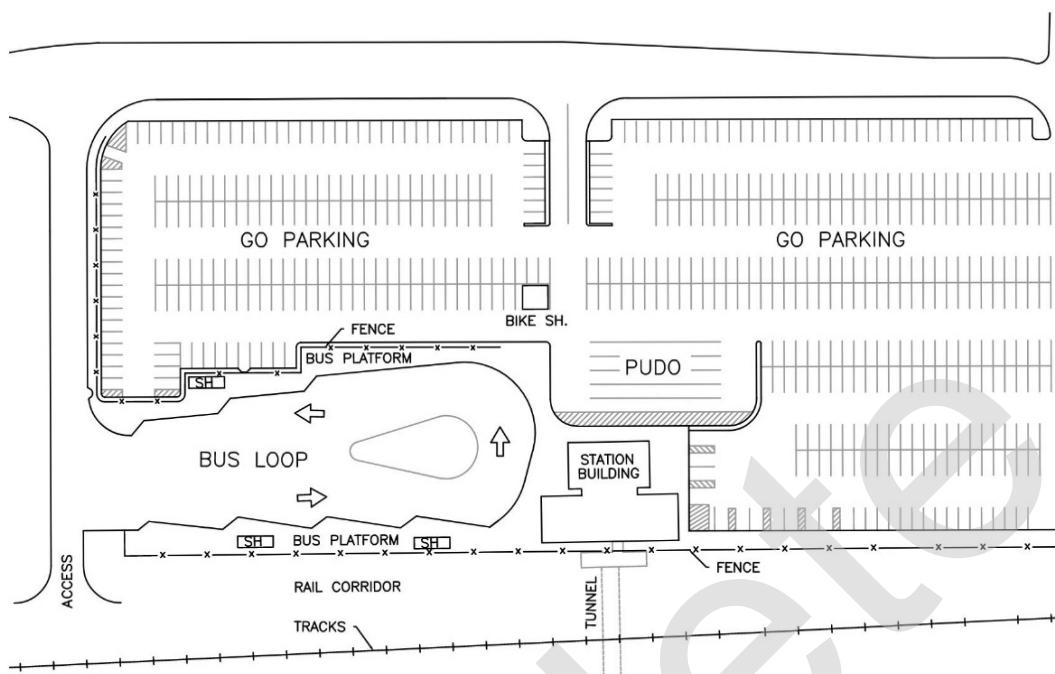 GO PARKING
GO PARKING
BIKE SH.
FENCE
BUS PLATFORM
PUDO
SH
BUS LOOP
STATION
BUILDING
SH
BUS PLATFORM
SH
FENCE
ACCESS
RAIL CORRIDOR
TUNNEL
TRACKS